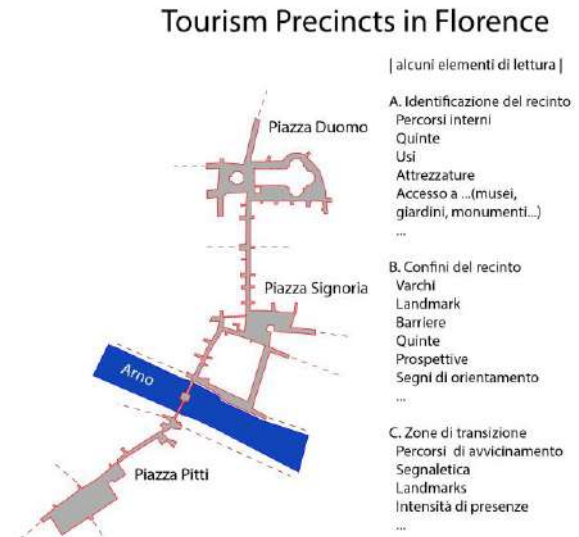 Tourism Precincts in Florence
| alcuni elementi di lettura |
Piazza Duomo
Piazza Signoria
Arno
Piazza Pitti
A. Identificazione del recinto
Percorsi interni
Quinte
Usi
Attrezzature
Accesso a ...(musei,
giardini, monumenti...)
...
B. Confini del recinto
Varchi
Landmark
Barriere
Quinte
Prospettive
Segni di orientamento
...
C. Zone di transizione
Percorsi di avvicinamento
Segnaletica
Landmarks
Intensità di presenze
...